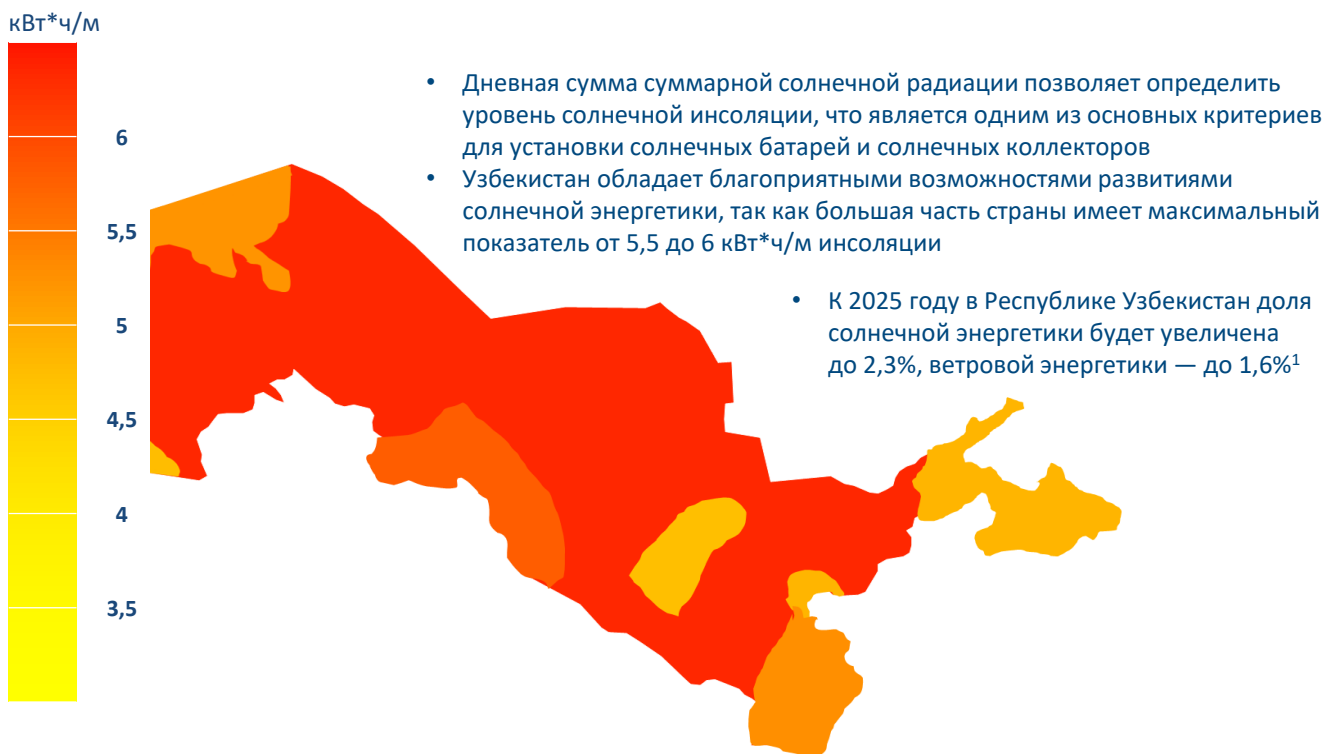 кВт*ч/м
6
5,5
5
4,5
4
3,5
• Дневная сумма суммарной солнечной радиации позволяет определить
уровень солнечной инсоляции, что является одним из основных критериев
для установки солнечных батарей и солнечных коллекторов
• Узбекистан обладает благоприятными возможностями развитиями
солнечной энергетики, так как большая часть страны имеет максимальный
показатель от 5,5 до 6 кВт*ч/м инсоляции
• К 2025 году в Республике Узбекистан доля
солнечной энергетики будет увеличена
до 2,3%, ветровой энергетики — до 1,6%¹